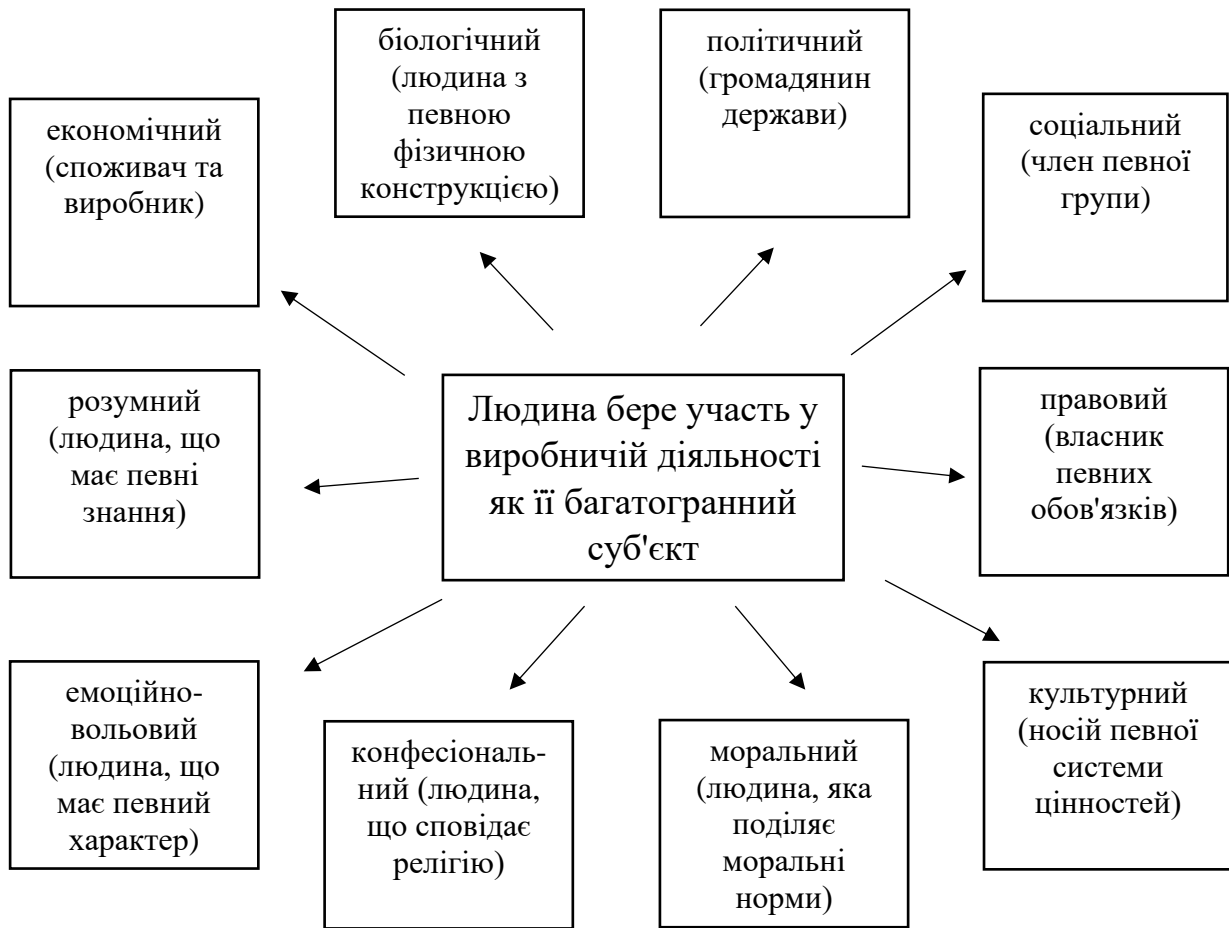 біологічний
(людина з
певною
фізичною
конструкцією)
політичний
(громадянин
держави)
економічний
(споживач та
виробник)
соціальний
(член певної
групи)
розумний
(людина, що
має певні
знання)
Людина бере участь у
виробничій діяльності
як її багатогранний
суб'єкт
правовий
(власник
певних
обов'язків)
емоційно-
вольовий
(людина, що
має певний
характер)
конфесіональ-
ний (людина,
що сповідає
релігію)
моральний
(людина, яка
поділяє
моральні
норми)
культурний
(носій певної
системи
цінностей)